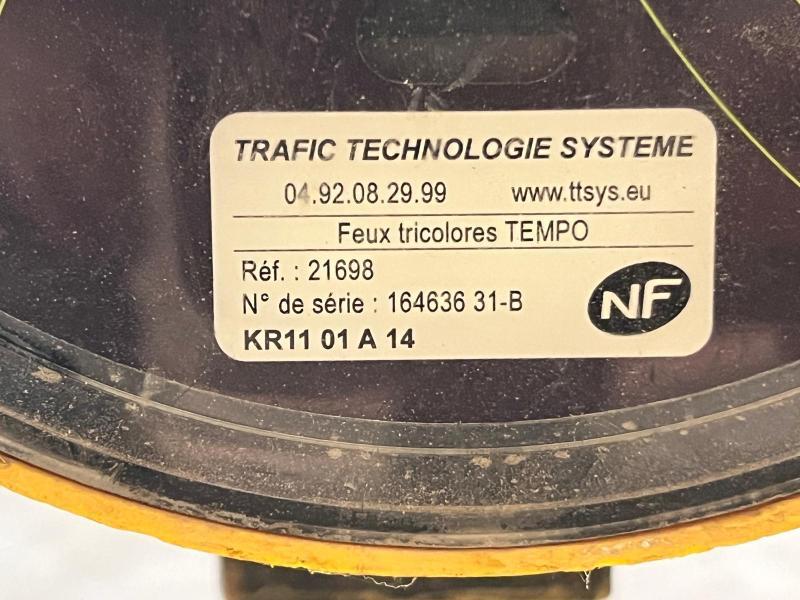 TRAFIC TECHNOLOGIE SYSTEME
04.92.08.29.99 www.ttsys.eu
Feux tricolores TEMPO
Réf. : 21698
N° de série : 164636 31-B
NF
KR11 01 A 14